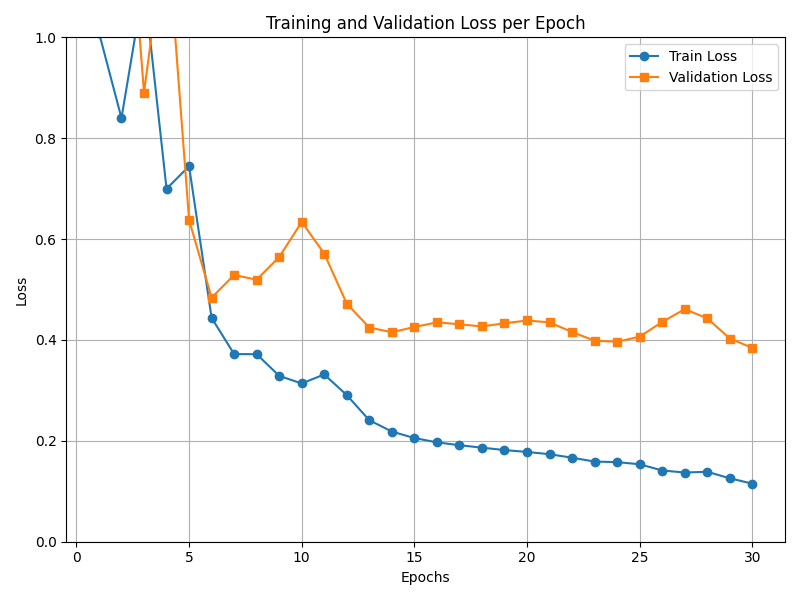 Training and Validation Loss per Epoch
Train Loss
Validation Loss
1.0
0.8
0.6
0.4
0.2
0.0
Loss
0 5 10 15 20 25 30
Epochs